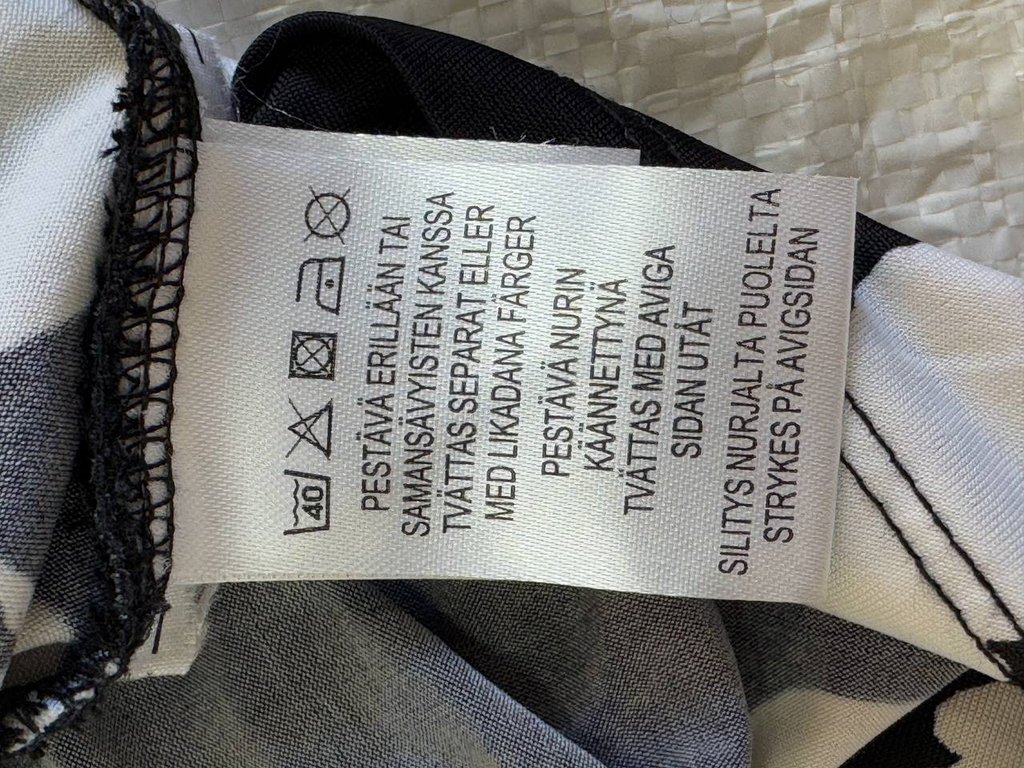 40
PESTÄVÄ ERILLÄÄN TAI
SAMANSÄVYISTEN KANSSA
TVÄTTAS SEPARAT ELLER
MED LIKADANA FÄRGER
PESTÄVÄ NURIN
KÄÄNNETTYNÄ
TVÄTTAS MED AVIGA
SIDAN UTÅT
SILITYS NURJALTA PUOLELTA
STRYKES PÅ AVIGSIDAN